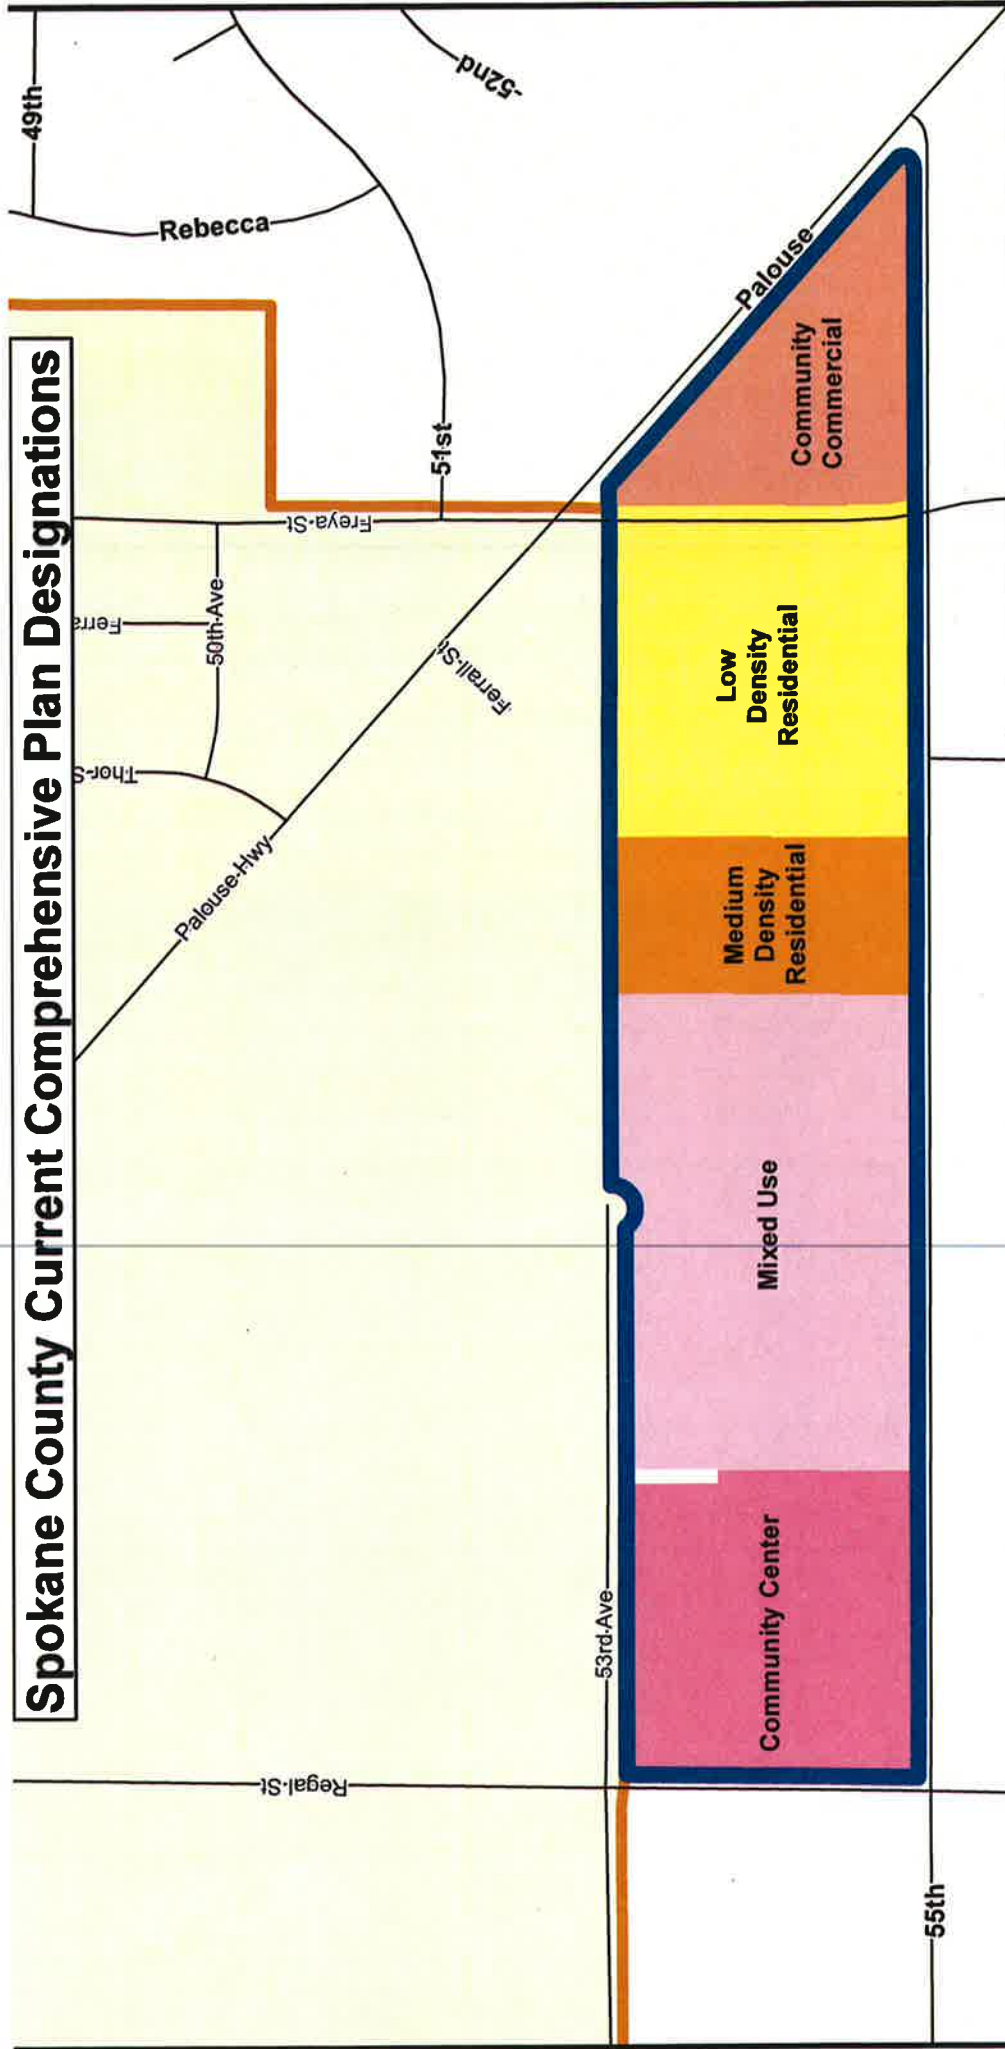 Spokane County Current Comprehensive Plan Designations
49th
Rebecca
52nd
51st
Palouse
Freya St
Ferra
50th Ave
Thor S
Ferrall St
Palouse Hwy
Regal St
53rd Ave
55th
Community Center
Mixed Use
Medium
Density
Residential
Low
Density
Residential
Community
Commercial